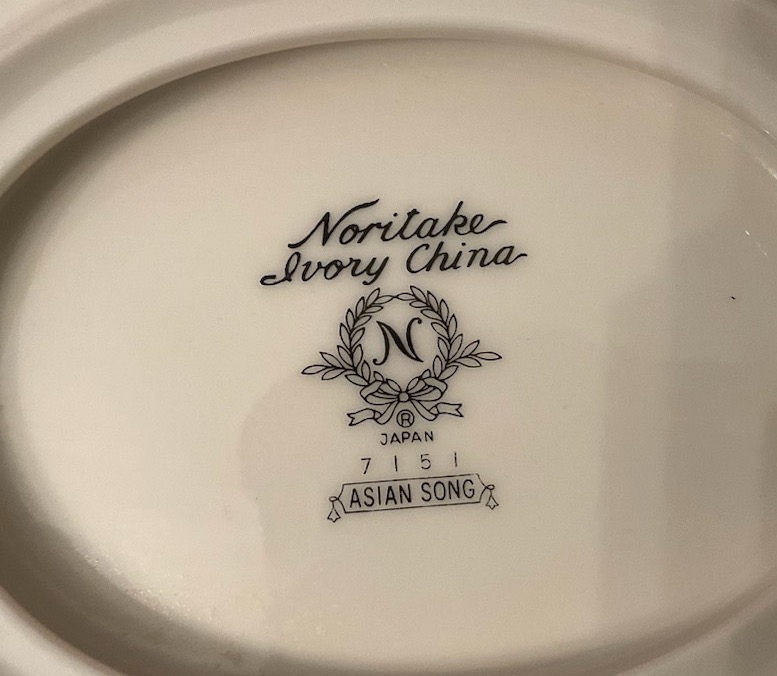 Noritake
Ivory China
N
®
JAPAN
7151
ASIAN SONG